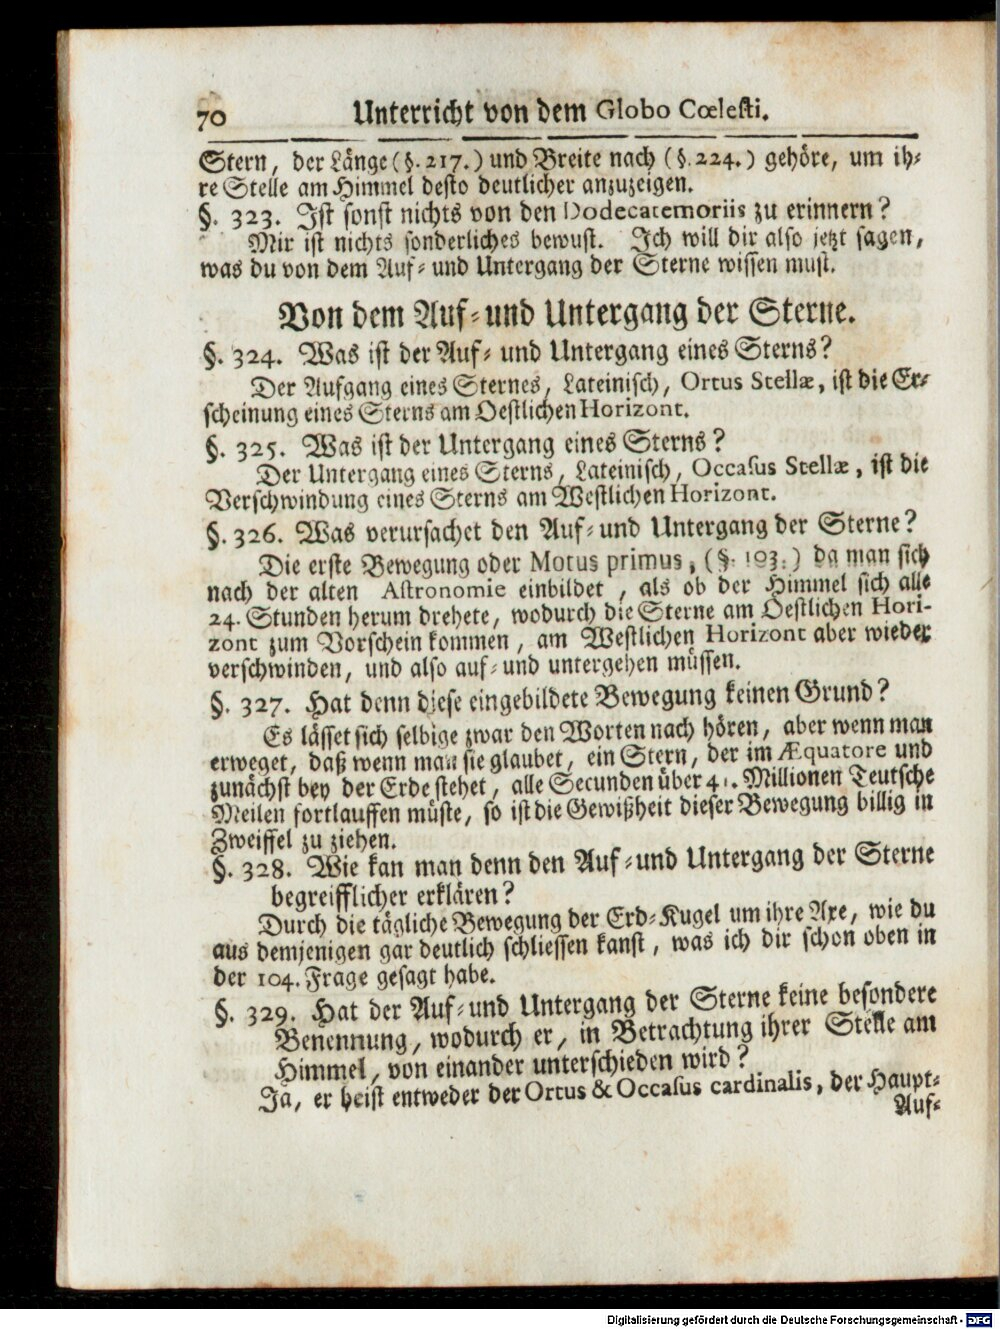 70 Unterricht von dem Globo Cœlesti.
Stern, der Länge (§. 217.) und Breite nach (§. 224.) gehöre, um ih-
re Stelle am Himmel desto deutlicher anzuzeigen.
§. 323. Ist sonst nichts von den Dodecatemoriis zu erinnern?
Mir ist nichts sonderliches bewust. Ich will dir also jetzt sagen,
was du von dem Auf- und Untergang der Sterne wissen must.
Von dem Auf- und Untergang der Sterne.
§. 324. Was ist der Auf- und Untergang eines Sterns?
Der Aufgang eines Sternes, Lateinisch, Ortus Stellæ, ist die Er-
scheinung eines Sterns am Oestlichen Horizont.
§. 325. Was ist der Untergang eines Sterns?
Der Untergang eines Sterns, Lateinisch, Occasus Stellæ, ist die
Verschwindung eines Sterns am Westlichen Horizont.
§. 326. Was verursachet den Auf- und Untergang der Sterne?
Die erste Bewegung oder Motus primus, (§. 103.) da man sich
nach der alten Astronomie einbildet, als ob der Himmel sich alle
24. Stunden herum drehete, wodurch die Sterne am Oestlichen Hori-
zont zum Vorschein kommen, am Westlichen Horizont aber wieder
verschwinden, und also auf- und untergehen müssen.
§. 327. Hat denn diese eingebildete Bewegung keinen Grund?
Es lässet sich selbige zwar den Worten nach hören, aber wenn man
erweget, daß wenn man sie glaubet, ein Stern, der im Æquatore und
zunächst bey der Erde stehet, alle Secunden über Millionen Teutsche
Meilen fortlauffen müste, so ist die Gewißheit dieser Bewegung billig in
Zweiffel zu ziehen.
§. 328. Wie kan man denn den Auf- und Untergang der Sterne
begreifflicher erklären?
Durch die tägliche Bewegung der Erd-Kugel um ihre Axe, wie du
aus demjenigen gar deutlich schliessen kanst, was ich dir schon oben in
der 104. Frage gesagt habe.
§. 329. Hat der Auf- und Untergang der Sterne keine besondere
Benennung, wodurch er, in Betrachtung ihrer Stelle am
Himmel, von einander unterschieden wird?
Ja, er heist entweder der Ortus & Occasus cardinalis, der Haupt-
Auf-
Digitalisierung gefördert durch die Deutsche Forschungsgemeinschaft - DFG